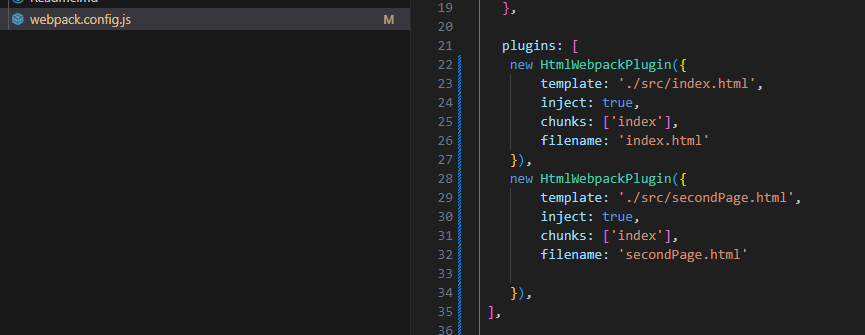 Readme.md
webpack.config.js M
19 },
20
21 plugins: [
22 new HtmlWebpackPlugin({
23 template: './src/index.html',
24 inject: true,
25 chunks: ['index'],
26 filename: 'index.html'
27 }),
28 new HtmlWebpackPlugin({
29 template: './src/secondPage.html',
30 inject: true,
31 chunks: ['index'],
32 filename: 'secondPage.html'
33
34 }),
35 ],
36